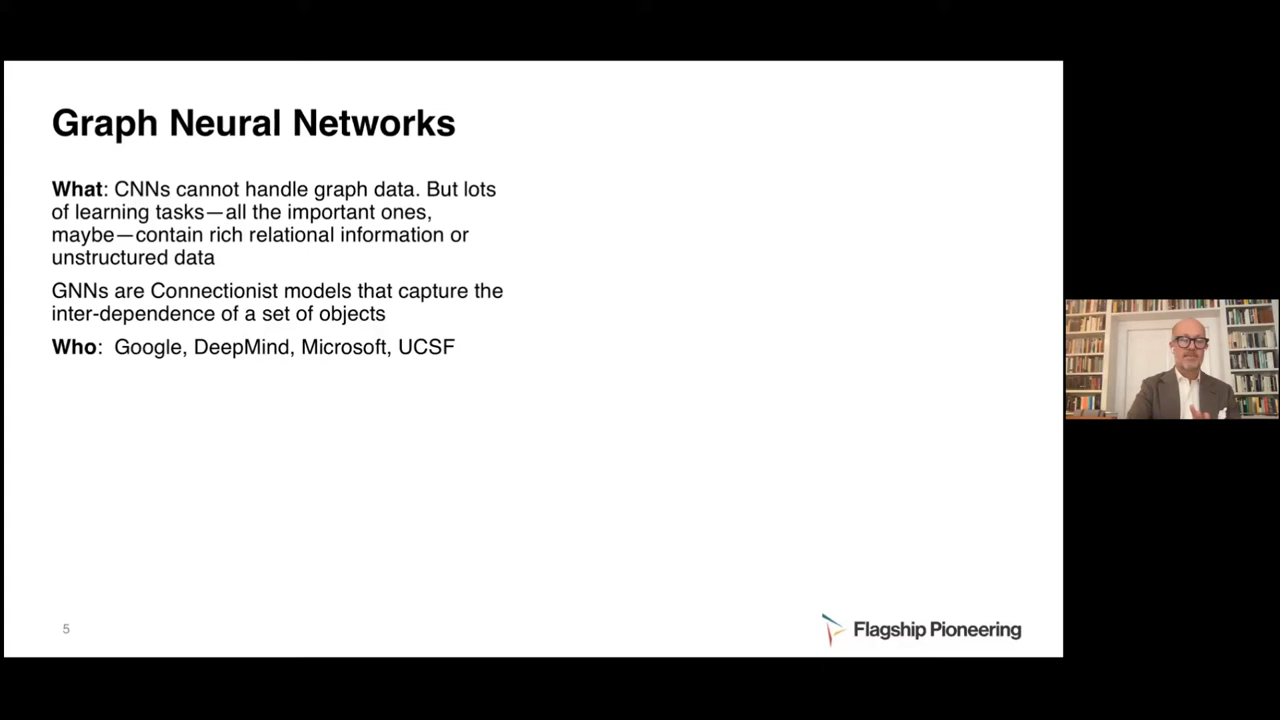 Graph Neural Networks
What: CNNs cannot handle graph data. But lots
of learning tasks—all the important ones,
maybe—contain rich relational information or
unstructured data
GNNs are Connectionist models that capture the
inter-dependence of a set of objects
Who: Google, DeepMind, Microsoft, UCSF
5
Flagship Pioneering